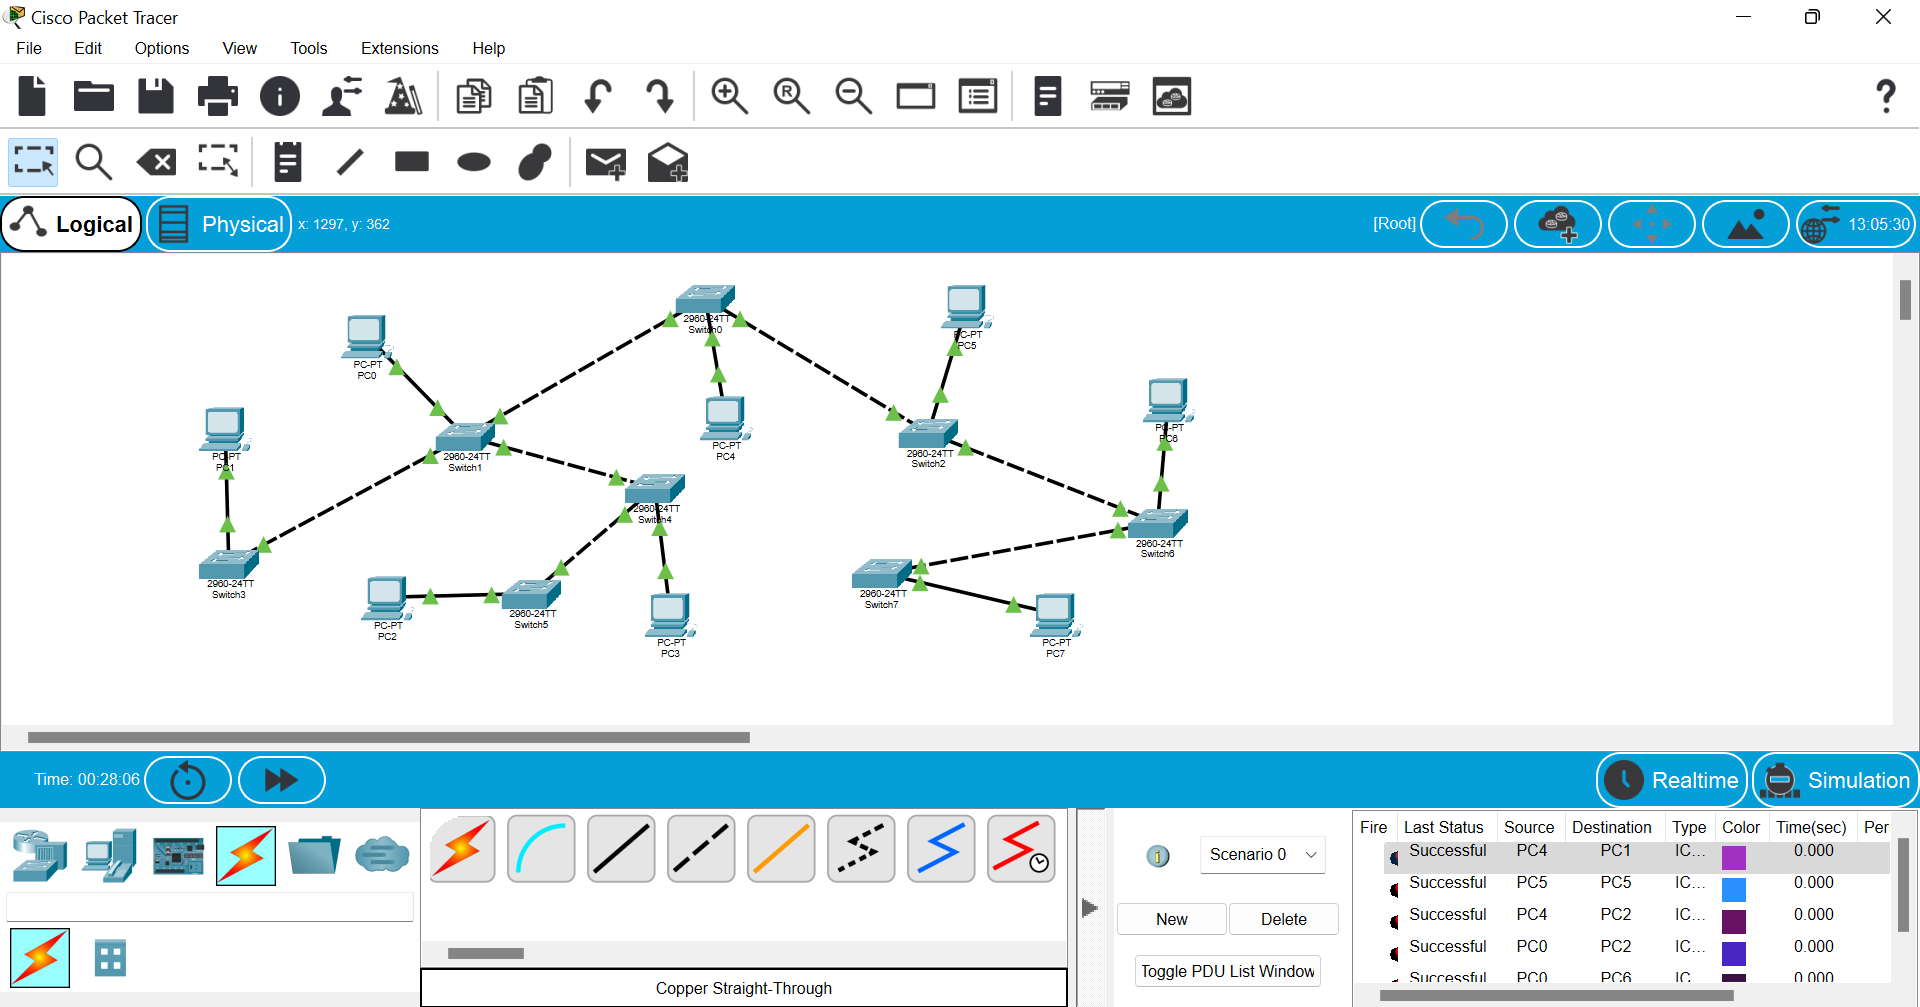 Cisco Packet Tracer
File Edit Options View Tools Extensions Help
Logical Physical x: 1297, y: 362 [Root] 13:05:30
2960-24TT
Switch0
PC-PT
PC5
PC-PT
PC0
PC-PT
PC6
PC-PT
PC4
PC-PT
PC1
2960-24TT
Switch1
2960-24TT
Switch2
2960-24TT
Switch4
2960-24TT
Switch6
2960-24TT
Switch3
2960-24TT
Switch7
2960-24TT
Switch5
PC-PT
PC2
PC-PT
PC3
PC-PT
PC7
Time: 00:28:06 Realtime Simulation
Fire Last Status Source Destination Type Color Time(sec) Per
Successful PC4 PC1 IC... 0.000
Successful PC5 PC5 IC... 0.000
Successful PC4 PC2 IC... 0.000
Successful PC0 PC2 IC... 0.000
Successful PC0 PC6 IC 0.000
Scenario 0
New Delete
Toggle PDU List Window
Copper Straight-Through